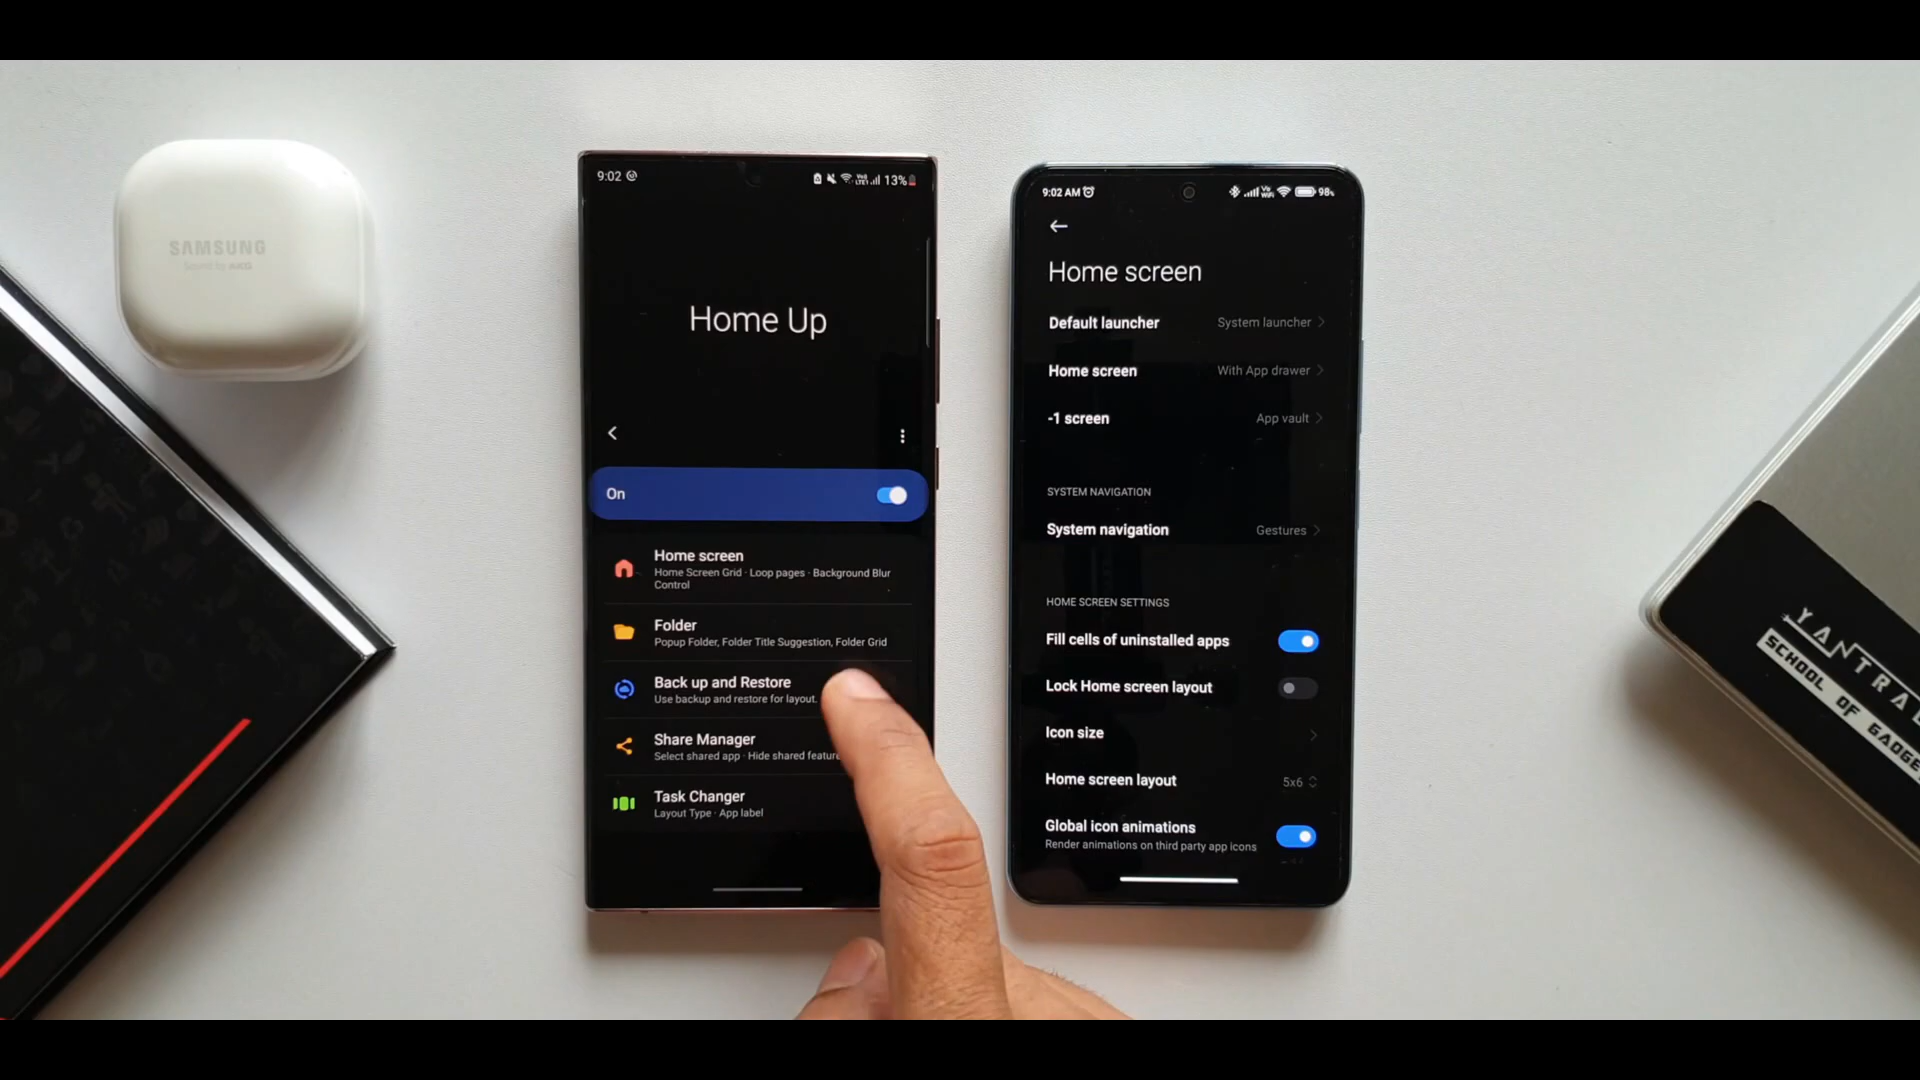 SAMSUNG
Sound by AKG
9:02
13%
Home Up
On
Home screen
Home Screen Grid · Loop pages · Background Blur
Control
Folder
Popup Folder, Folder Title Suggestion, Folder Grid
Back up and Restore
Use backup and restore for layout.
Share Manager
Select shared app · Hide shared feature
Task Changer
Layout Type · App label
9:02 AM
98%
Home screen
Default launcher
System launcher
Home screen
With App drawer
-1 screen
App vault
SYSTEM NAVIGATION
System navigation
Gestures
HOME SCREEN SETTINGS
Fill cells of uninstalled apps
Lock Home screen layout
Icon size
Home screen layout
5x6
Global icon animations
Render animations on third party app icons
YANTRA
SCHOOL OF GADGE